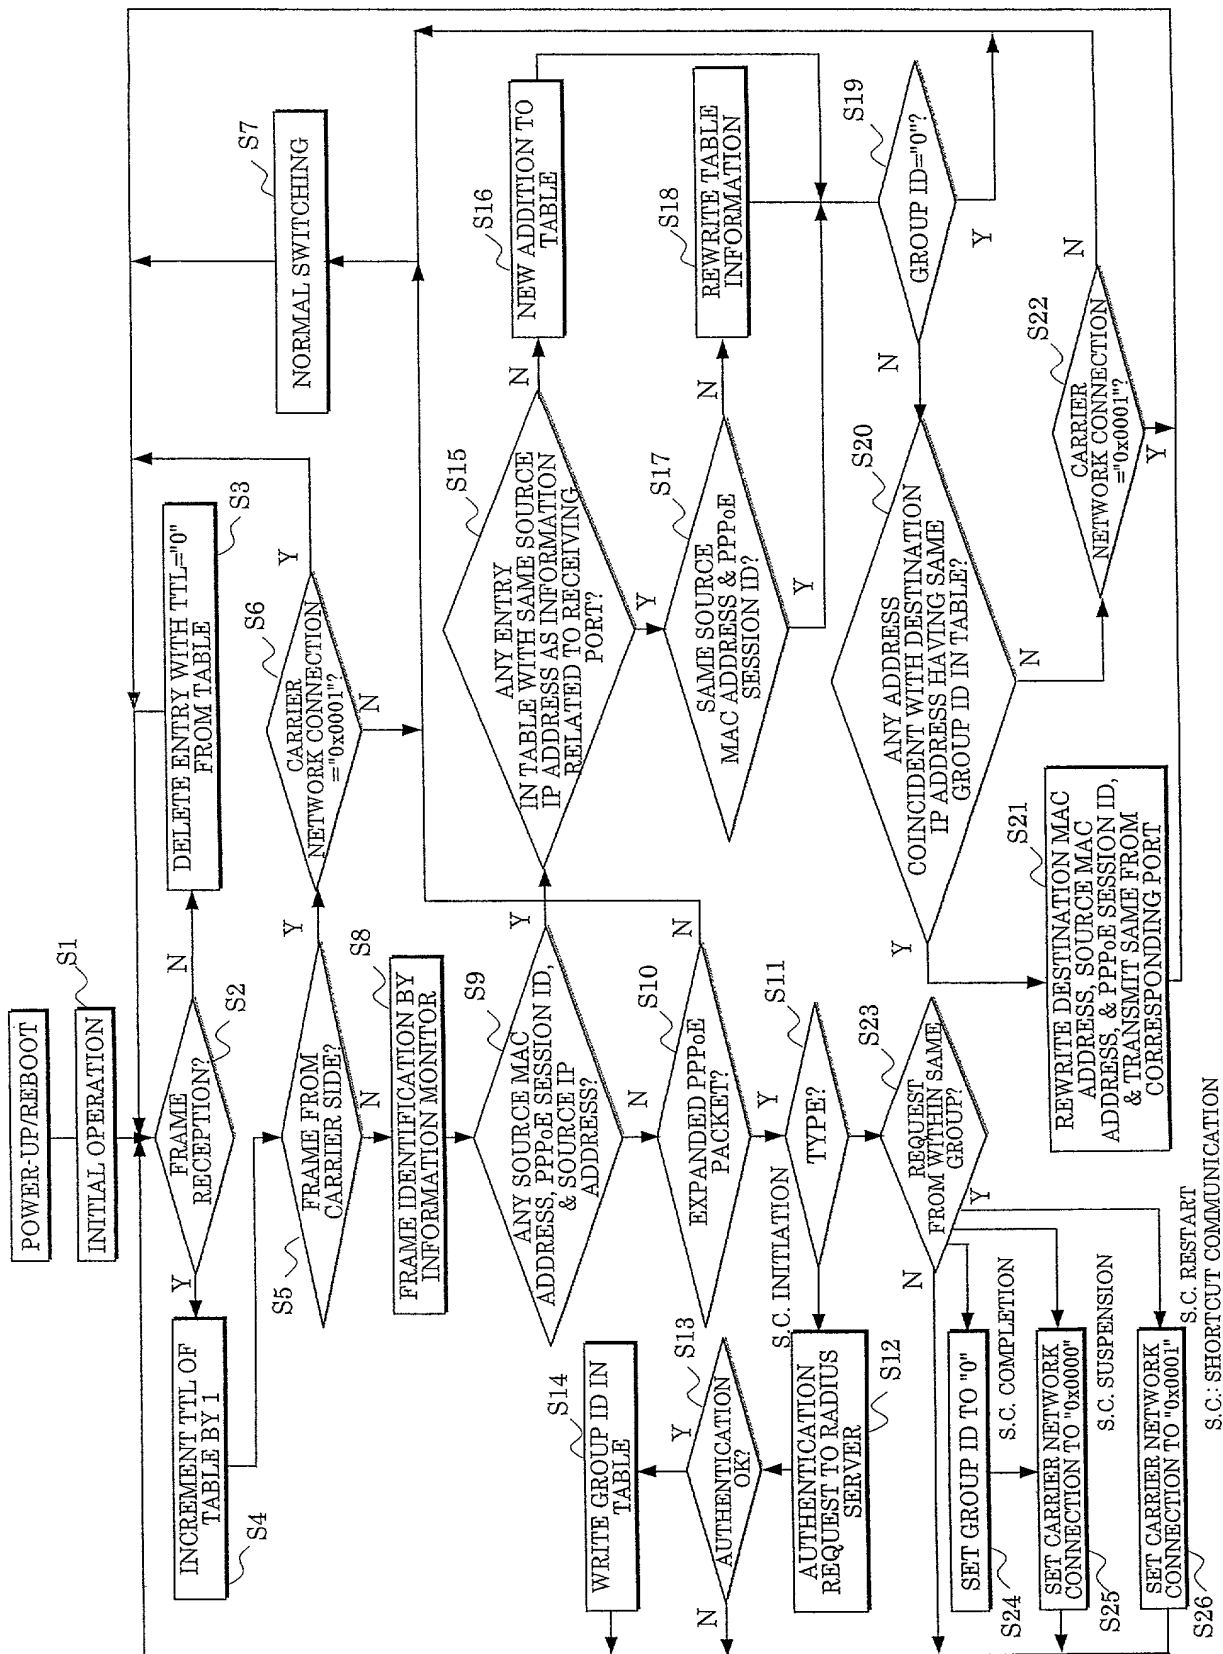 POWER-UP/REBOOT
S1
INITIAL OPERATION
S2
FRAME
RECEPTION?
N
Y
S3
DELETE ENTRY WITH TTL="0"
FROM TABLE
INCREMENT TTL OF
TABLE BY 1
S4
S5
FRAME FROM
CARRIER SIDE?
Y
N
S6
CARRIER
NETWORK CONNECTION
="0x0001"?
Y
N
S7
NORMAL SWITCHING
S8
FRAME IDENTIFICATION BY
INFORMATION MONITOR
S9
ANY SOURCE MAC
ADDRESS, PPPoE SESSION ID,
& SOURCE IP
ADDRESS?
Y
N
S10
EXPANDED PPPoE
PACKET?
N
Y
S11
TYPE?
S.C. INITIATION
AUTHENTICATION
REQUEST TO RADIUS
SERVER
S12
S13
AUTHENTICATION
OK?
Y
N
S14
WRITE GROUP ID IN
TABLE
S15
ANY ENTRY
IN TABLE WITH SAME SOURCE
IP ADDRESS AS INFORMATION
RELATED TO RECEIVING
PORT?
N
Y
S16
NEW ADDITION TO
TABLE
S17
SAME SOURCE
MAC ADDRESS & PPPoE
SESSION ID?
N
Y
S18
REWRITE TABLE
INFORMATION
S19
GROUP ID="0"?
Y
N
S20
ANY ADDRESS
COINCIDENT WITH DESTINATION
IP ADDRESS HAVING SAME
GROUP ID IN TABLE?
Y
N
S21
REWRITE DESTINATION MAC
ADDRESS, SOURCE MAC
ADDRESS, & PPPoE SESSION ID,
& TRANSMIT SAME FROM
CORRESPONDING PORT
S22
CARRIER
NETWORK CONNECTION
="0x0001"?
N
Y
S23
REQUEST
FROM WITHIN SAME
GROUP?
Y
N
SET GROUP ID TO "0"
S24
S.C. COMPLETION
SET CARRIER NETWORK
CONNECTION TO "0x0000"
S25
S.C. SUSPENSION
SET CARRIER NETWORK
CONNECTION TO "0x0001"
S26
S.C. RESTART
S.C.: SHORTCUT COMMUNICATION